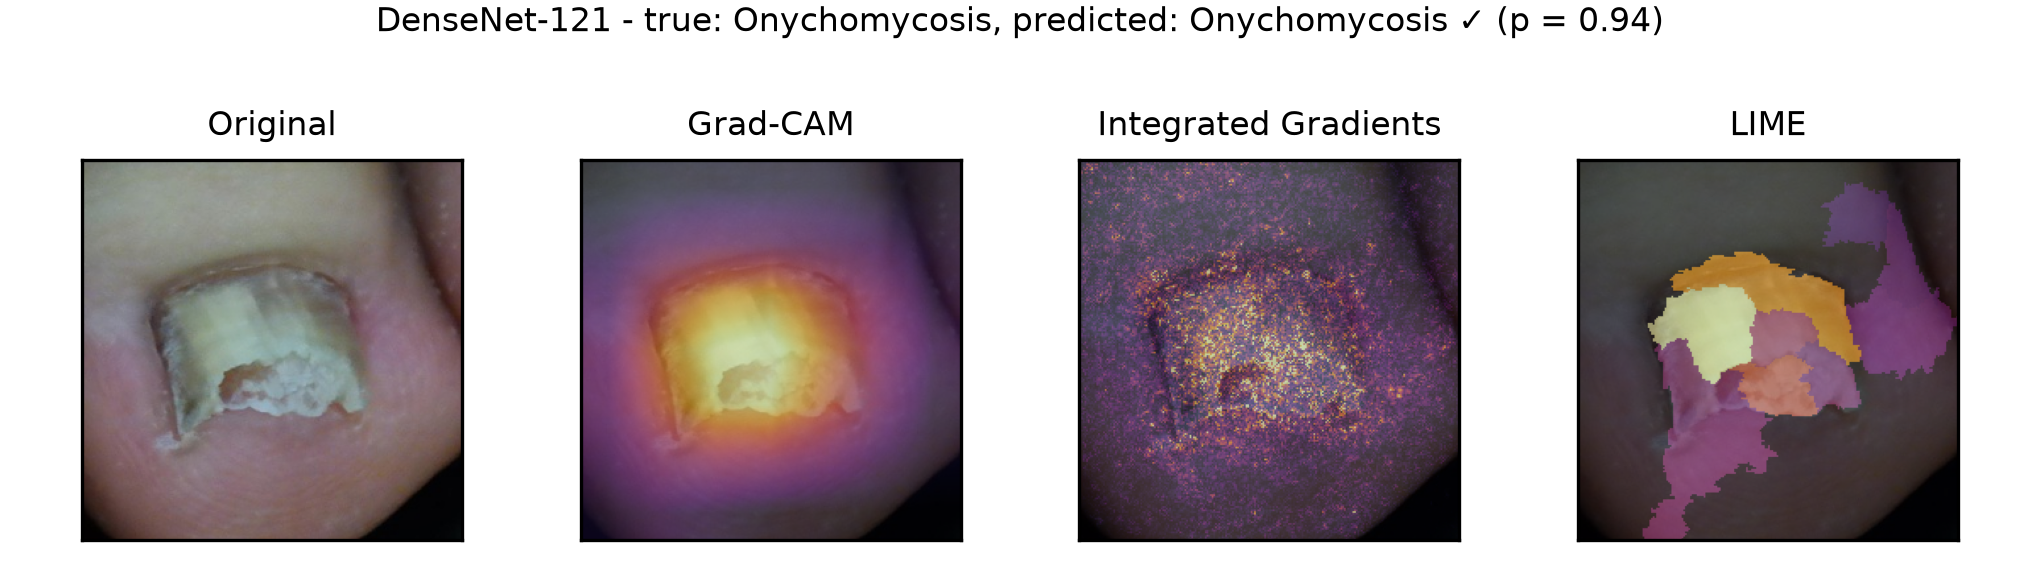 DenseNet-121 - true: Onychomycosis, predicted: Onychomycosis ✓ (p = 0.94)
Original
Grad-CAM
Integrated Gradients
LIME